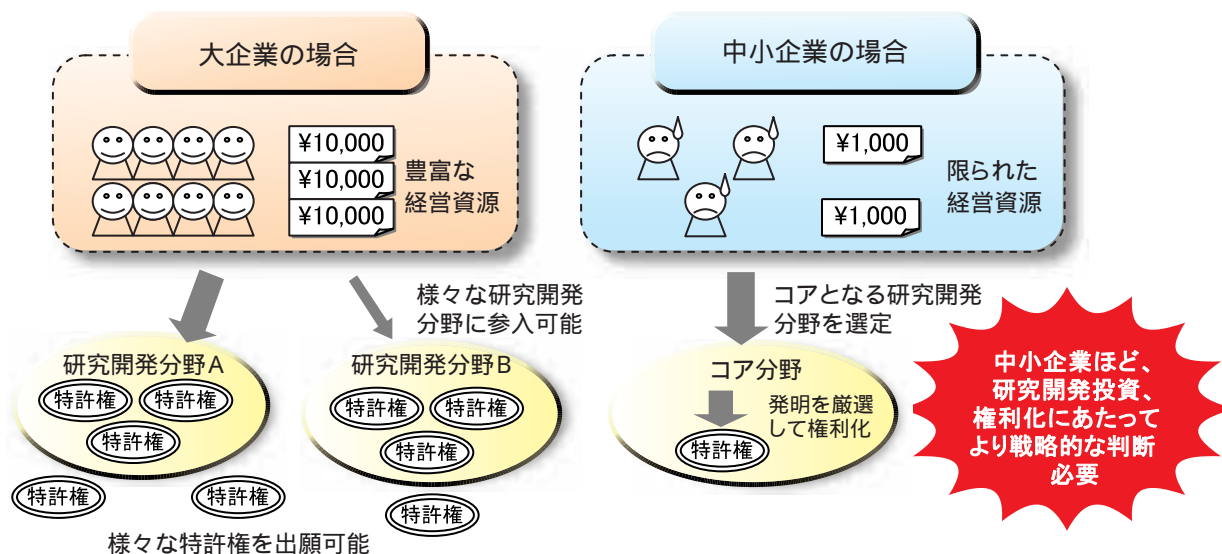 大企業の場合
¥10,000
¥10,000
¥10,000
豊富な
経営資源
様々な研究開発
分野に参入可能
研究開発分野A
特許権
特許権
特許権
特許権
特許権
研究開発分野B
特許権
特許権
特許権
特許権
様々な特許権を出願可能
中小企業の場合
¥1,000
¥1,000
限られた
経営資源
コアとなる研究開発
分野を選定
コア分野
発明を厳選
して権利化
特許権
中小企業ほど、
研究開発投資、
権利化にあたって
より戦略的な判断
必要